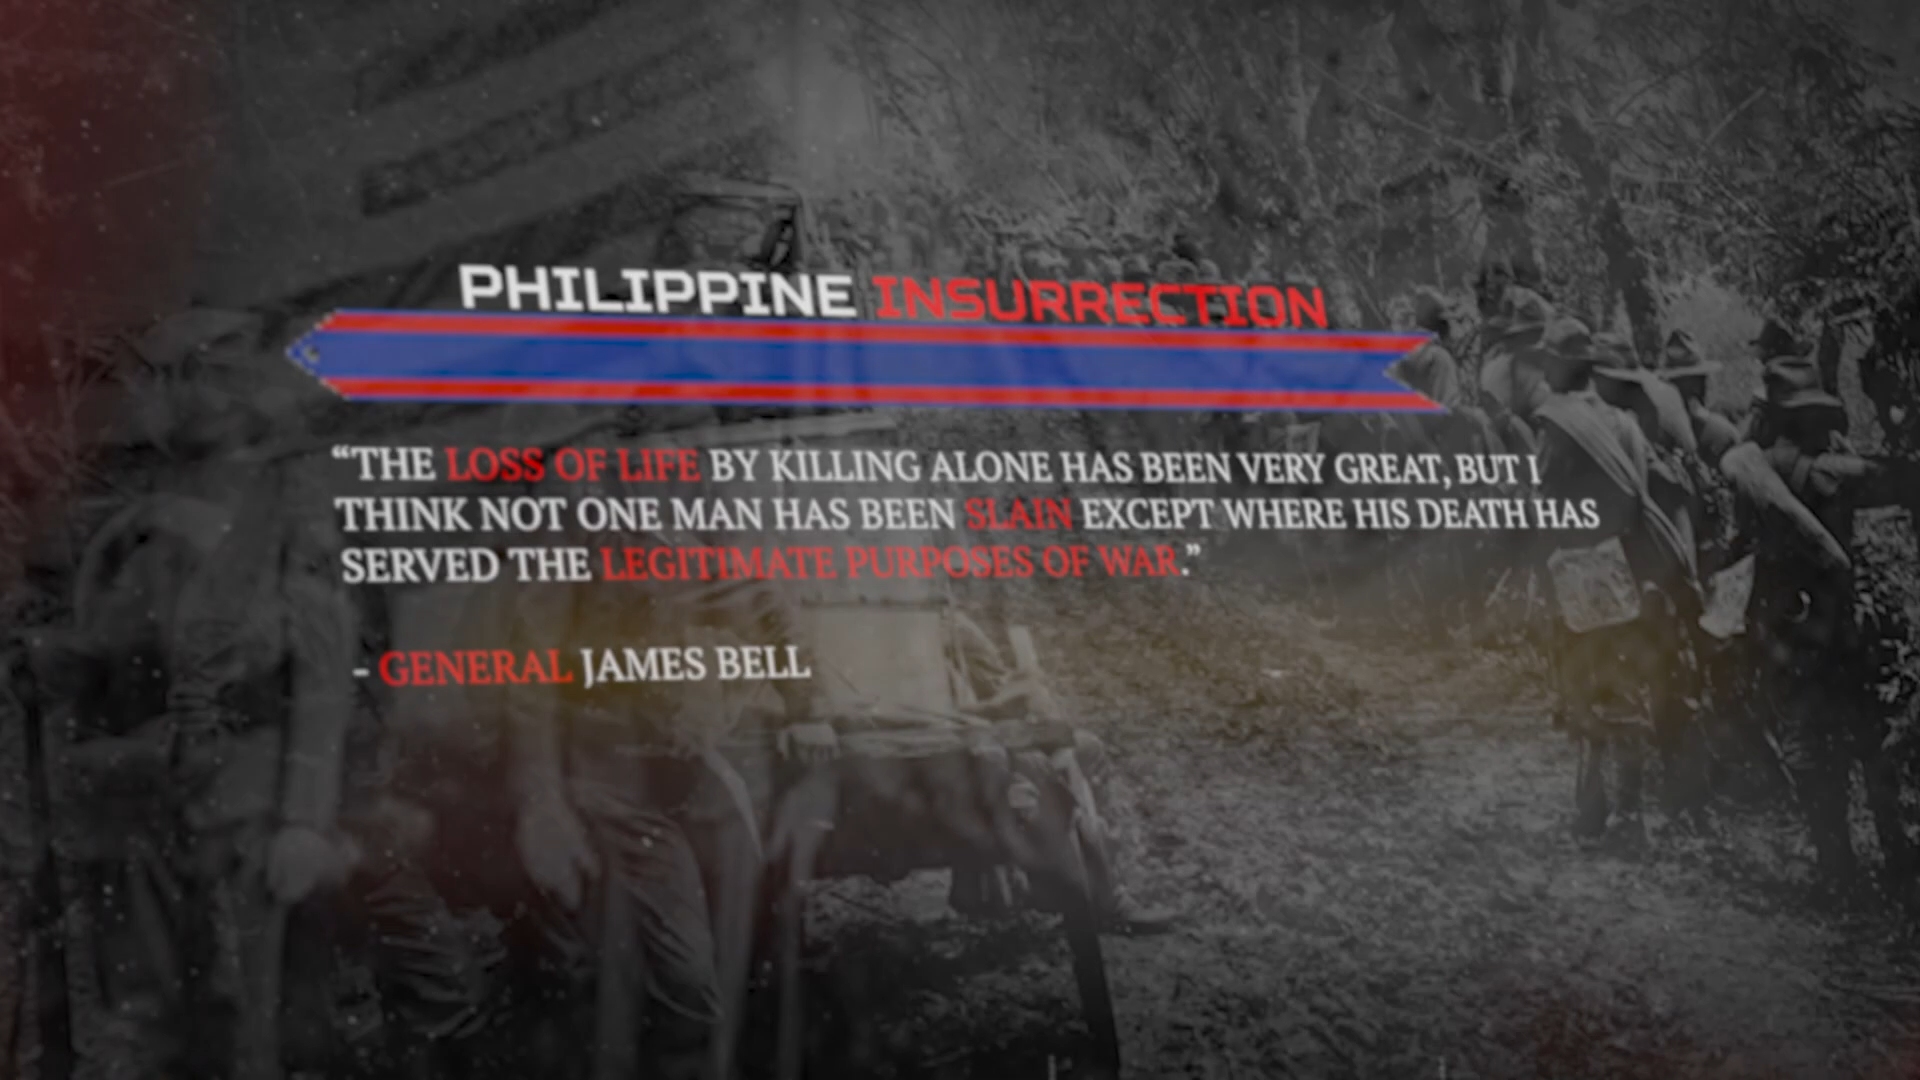 PHILIPPINE INSURRECTION
“THE LOSS OF LIFE BY KILLING ALONE HAS BEEN VERY GREAT, BUT I
THINK NOT ONE MAN HAS BEEN SLAIN EXCEPT WHERE HIS DEATH HAS
SERVED THE LEGITIMATE PURPOSES OF WAR.”
- GENERAL JAMES BELL